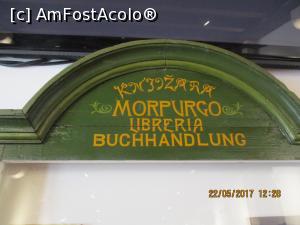 [c] AmFostAcolo®
KNJIŽARA
MORPURGO
LIBRERIA
BUCHHANDLUNG
22/05/2017 12:28